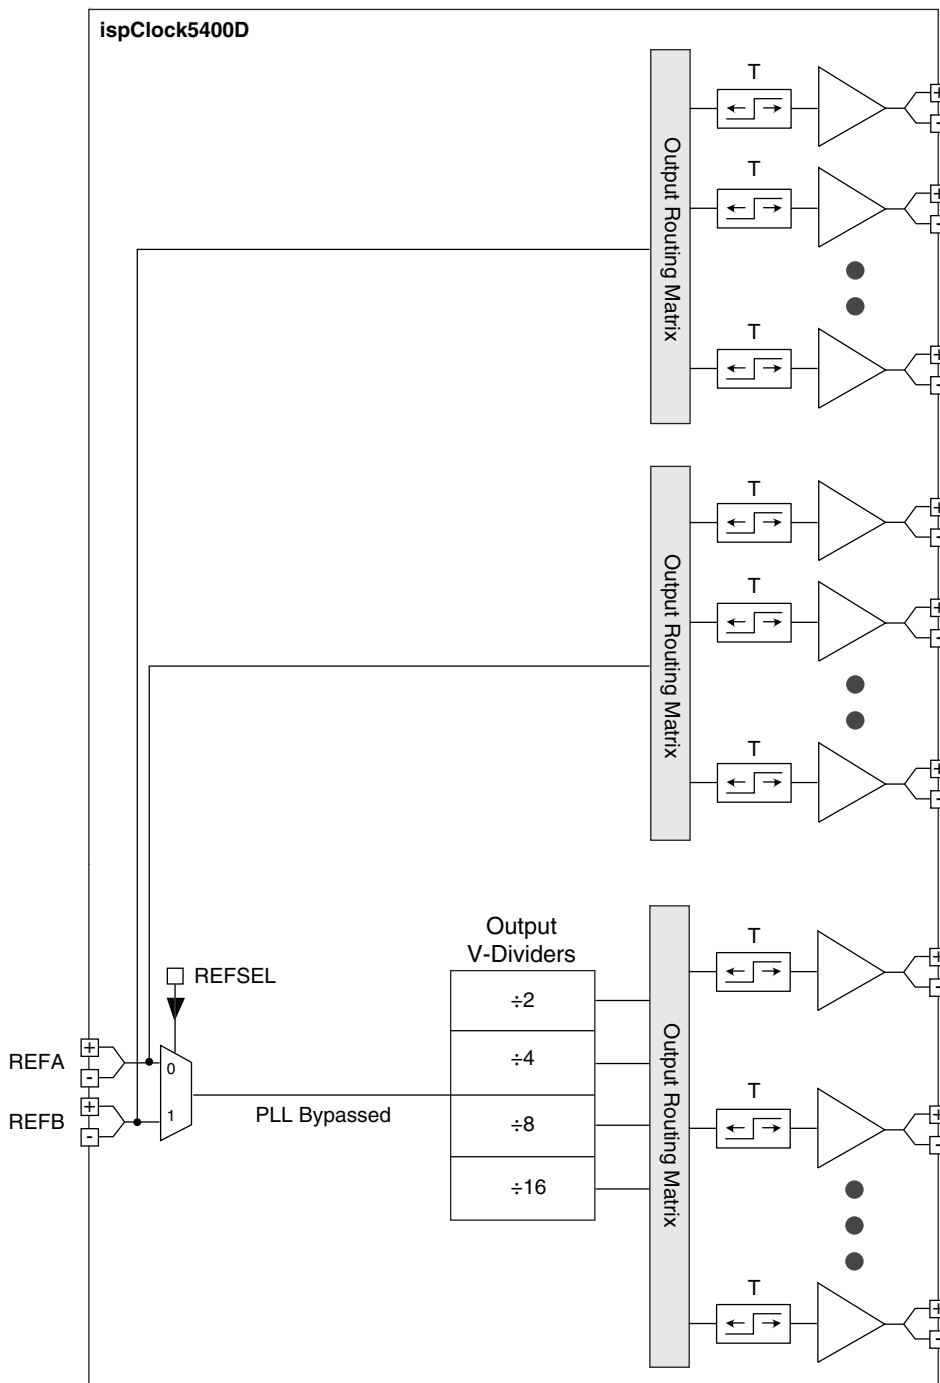 ispClock5400D
T
+
-
T
+
-
Output Routing Matrix
T
+
-
T
+
-
T
+
-
Output Routing Matrix
T
+
-
Output
V-Dividers
T
+
-
REFSEL
÷2
REFA
+
-
0
÷4
REFB
+
-
1
PLL Bypassed
÷8
Output Routing Matrix
T
+
-
÷16
T
+
-